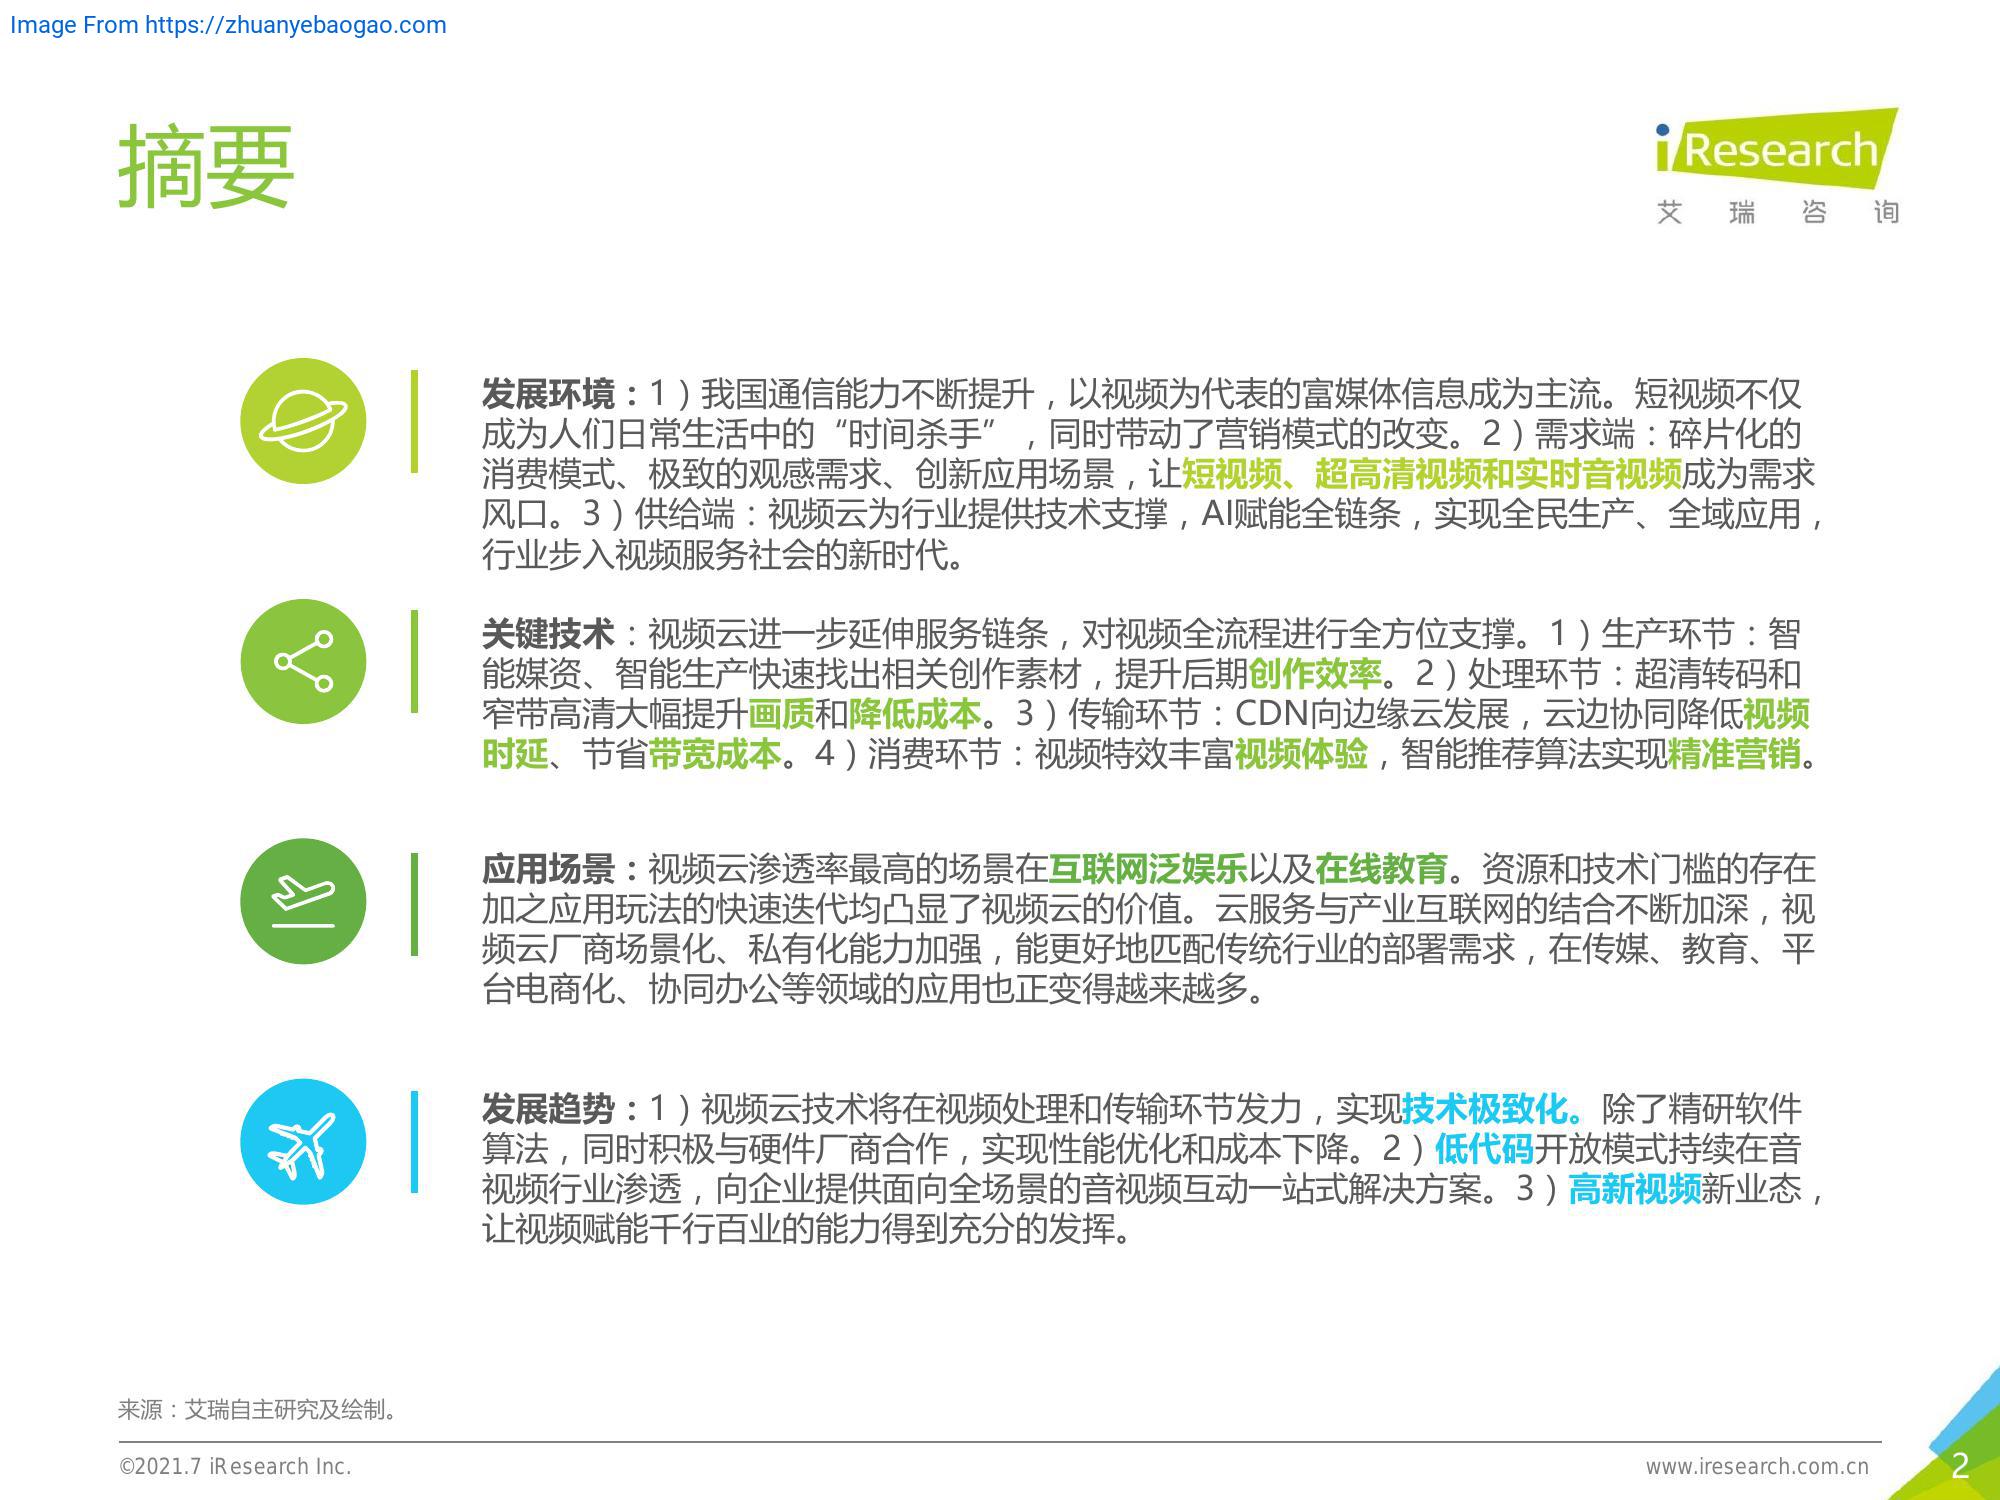 Image From https://zhuanyebaogao.com
摘要
iResearch
艾瑞咨询
发展环境：1）我国通信能力不断提升，以视频为代表的富媒体信息成为主流。短视频不仅
成为人们日常生活中的“时间杀手”，同时带动了营销模式的改变。2）需求端：碎片化的
消费模式、极致的观感需求、创新应用场景，让短视频、超高清视频和实时音视频成为需求
风口。3）供给端：视频云为行业提供技术支撑，AI赋能全链条，实现全民生产、全域应用，
行业步入视频服务社会的新时代。
关键技术：视频云进一步延伸服务链条，对视频全流程进行全方位支撑。1）生产环节：智
能媒资、智能生产快速找出相关创作素材，提升后期创作效率。2）处理环节：超清转码和
窄带高清大幅提升画质和降低成本。3）传输环节：CDN向边缘云发展，云边协同降低视频
时延、节省带宽成本。4）消费环节：视频特效丰富视频体验，智能推荐算法实现精准营销。
应用场景：视频云渗透率最高的场景在互联网泛娱乐以及在线教育。资源和技术门槛的存在
加之应用玩法的快速迭代均凸显了视频云的价值。云服务与产业互联网的结合不断加深，视
频云厂商场景化、私有化能力加强，能更好地匹配传统行业的部署需求，在传媒、教育、平
台电商化、协同办公等领域的应用也正变得越来越多。
发展趋势：1）视频云技术将在视频处理和传输环节发力，实现技术极致化。除了精研软件
算法，同时积极与硬件厂商合作，实现性能优化和成本下降。2）低代码开放模式持续在音
视频行业渗透，向企业提供面向全场景的音视频互动一站式解决方案。3）高新视频新业态，
让视频赋能千行百业的能力得到充分的发挥。
来源：艾瑞自主研究及绘制。
©2021.7 iResearch Inc.
www.iresearch.com.cn
2